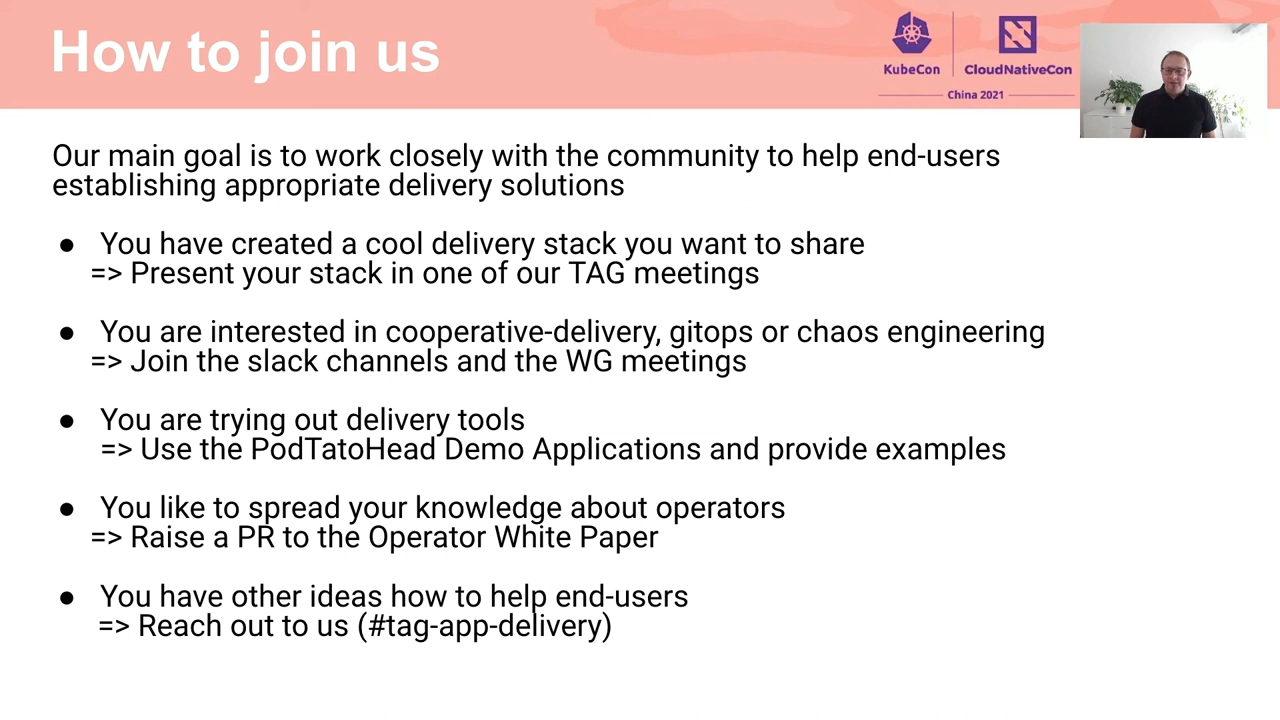 How to join us
KubeCon
CloudNativeCon
China 2021
Our main goal is to work closely with the community to help end-users
establishing appropriate delivery solutions
● You have created a cool delivery stack you want to share
=> Present your stack in one of our TAG meetings
● You are interested in cooperative-delivery, gitops or chaos engineering
=> Join the slack channels and the WG meetings
● You are trying out delivery tools
=> Use the PodTatoHead Demo Applications and provide examples
● You like to spread your knowledge about operators
=> Raise a PR to the Operator White Paper
● You have other ideas how to help end-users
=> Reach out to us (#tag-app-delivery)